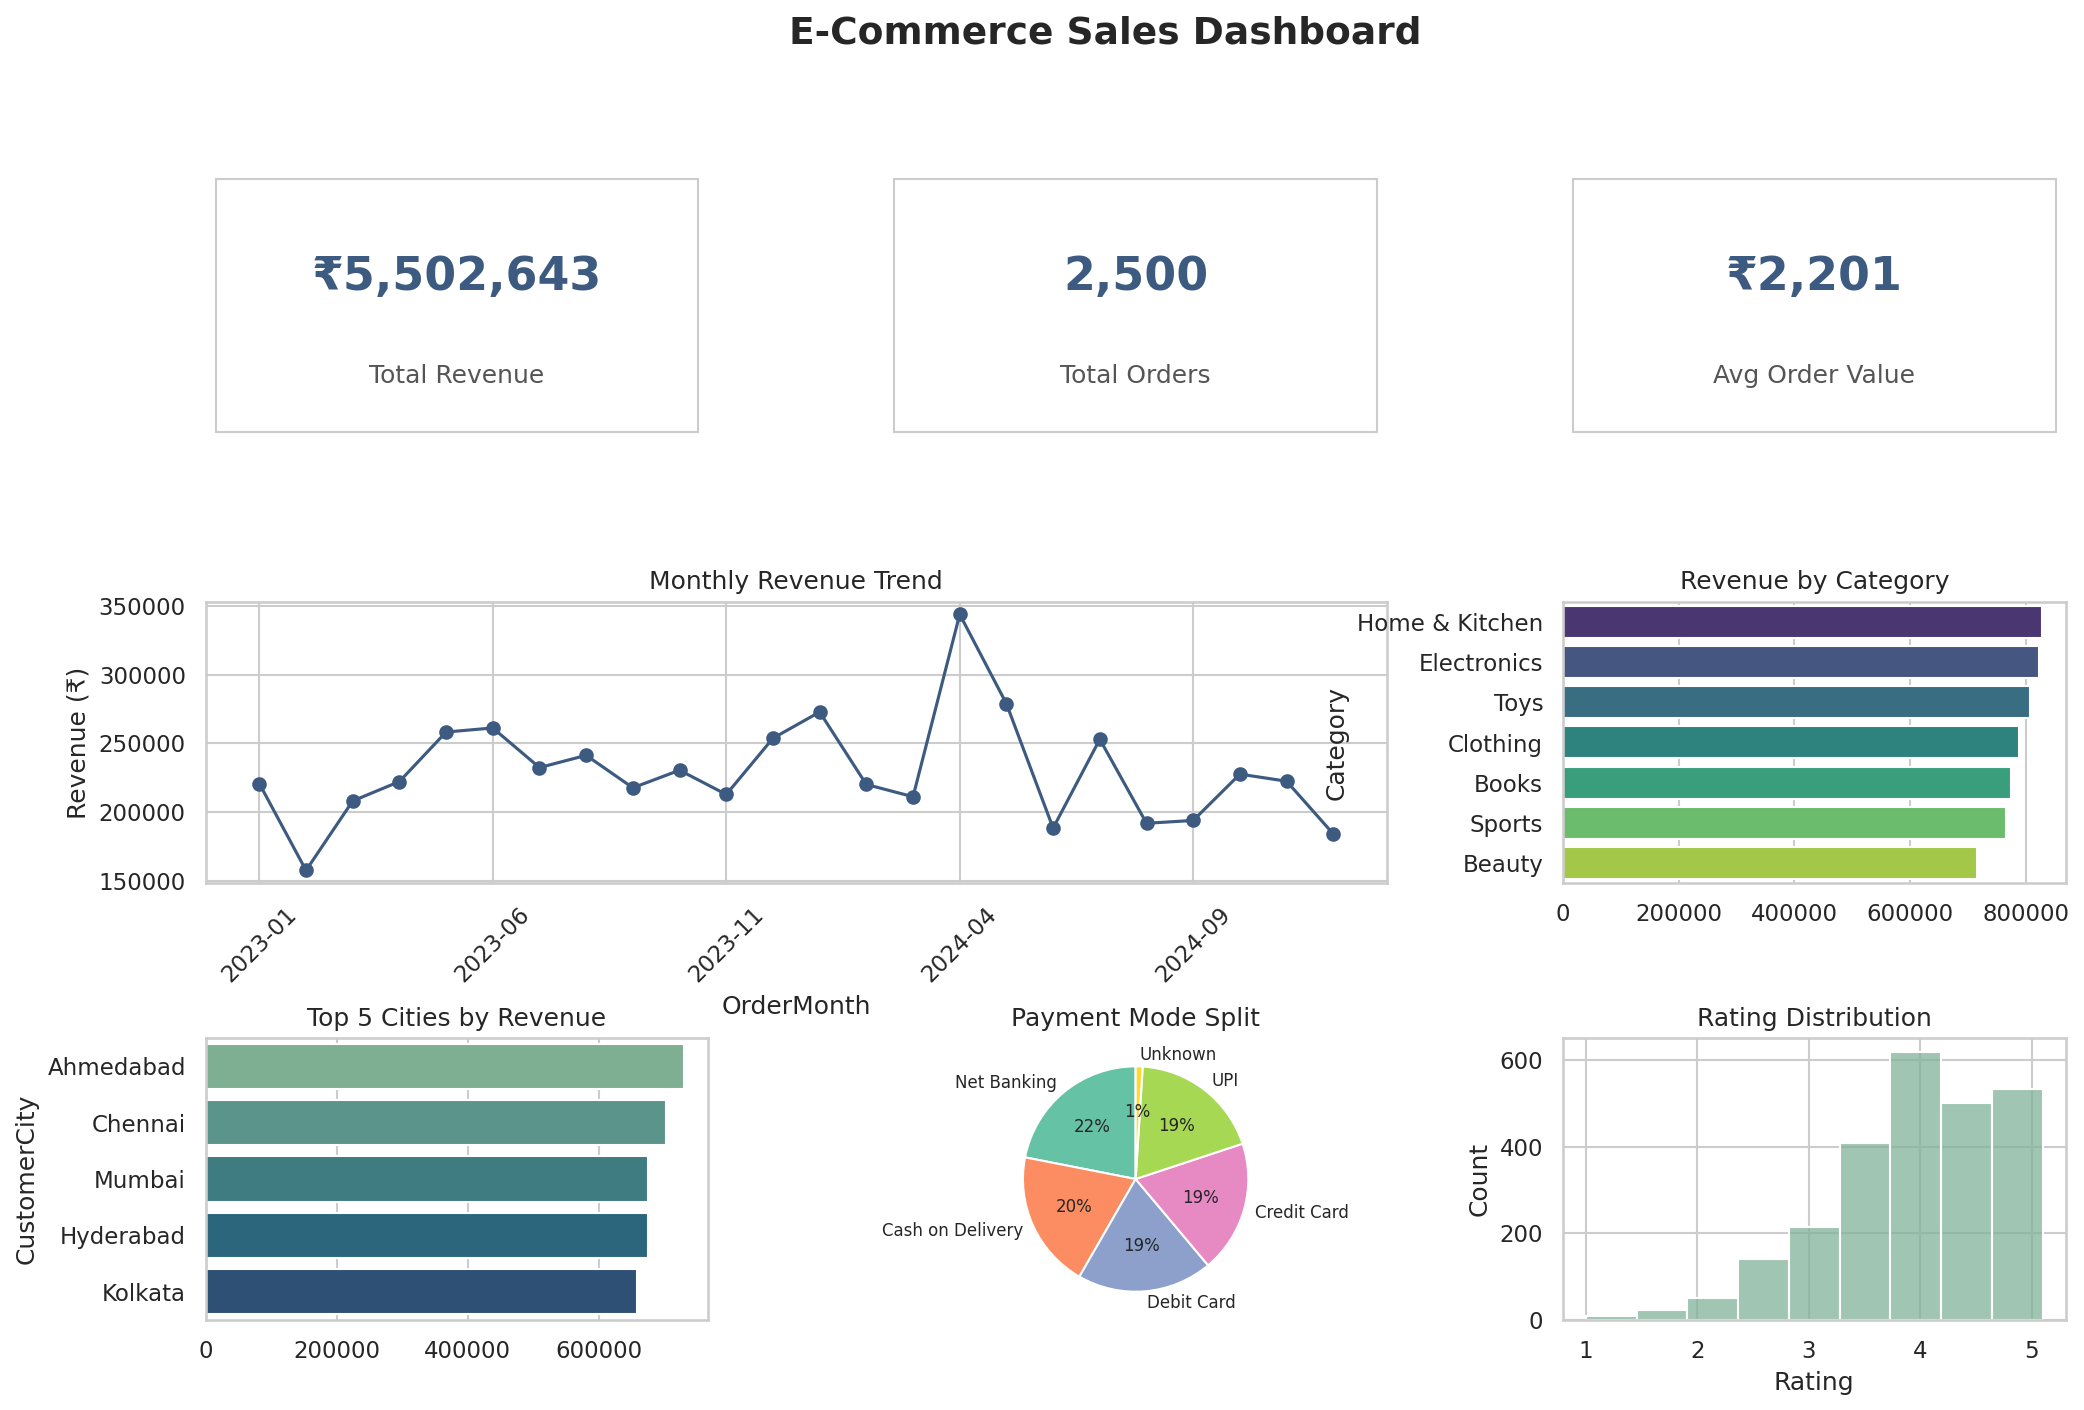 E-Commerce Sales Dashboard
₹5,502,643
Total Revenue
2,500
Total Orders
₹2,201
Avg Order Value
Monthly Revenue Trend
Revenue (₹)
350000
300000
250000
200000
150000
2023-01
2023-06
2023-11
2024-04
2024-09
OrderMonth
Revenue by Category
Category
Home & Kitchen
Electronics
Toys
Clothing
Books
Sports
Beauty
0
200000
400000
600000
800000
Top 5 Cities by Revenue
CustomerCity
Ahmedabad
Chennai
Mumbai
Hyderabad
Kolkata
0
200000
400000
600000
Payment Mode Split
Unknown
1%
UPI
19%
Net Banking
22%
Cash on Delivery
20%
Debit Card
19%
Credit Card
19%
Rating Distribution
Count
600
400
200
0
1
2
3
4
5
Rating